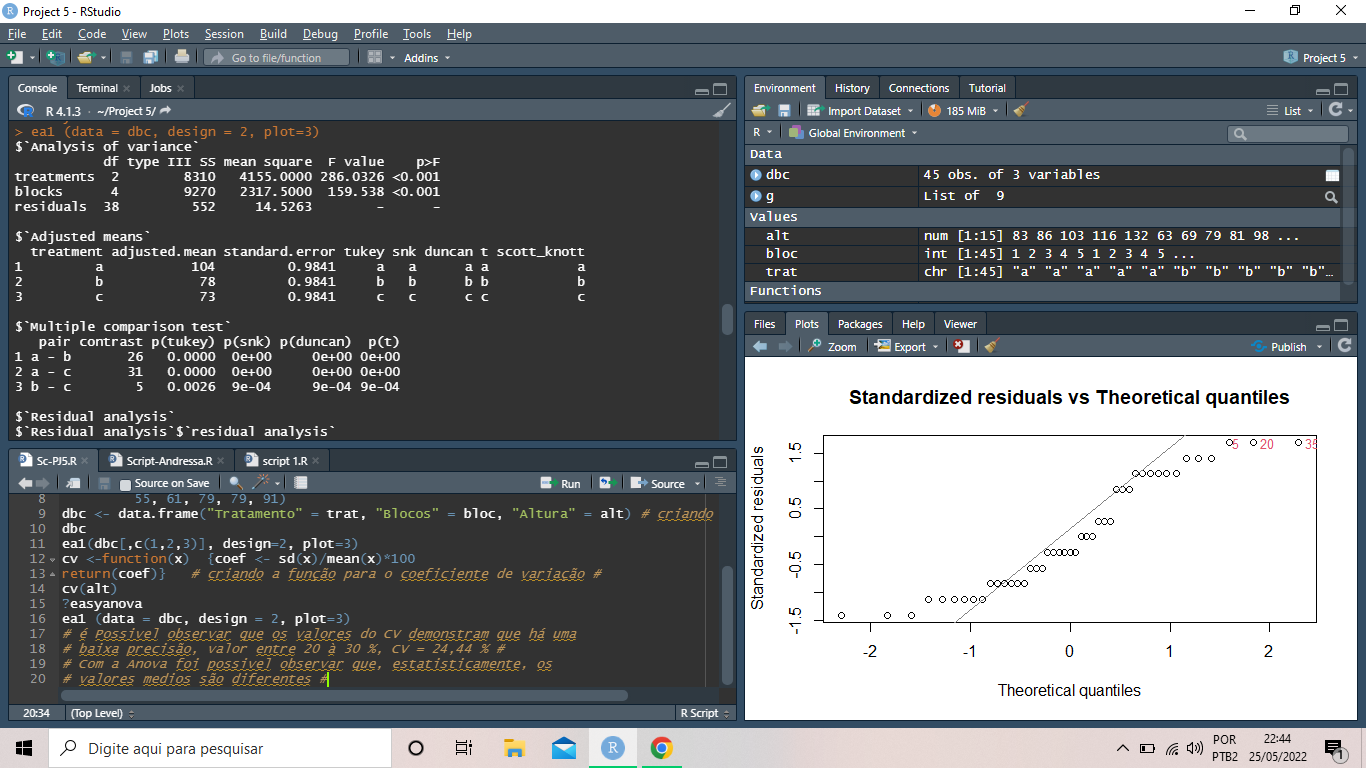 Project 5 - RStudio
File Edit Code View Plots Session Build Debug Profile Tools Help
Go to file/function Addins Project 5
Console Terminal Jobs
R 4.1.3 · ~/Project 5/
> ea1 (data = dbc, design = 2, plot=3)
$`Analysis of variance`
df type III SS mean square F value p>F
treatments 2 8310 4155.0000 286.0326 <0.001
blocks 4 9270 2317.5000 159.538 <0.001
residuals 38 552 14.5263 - -
$`Adjusted means`
treatment adjusted.mean standard.error tukey snk duncan t scott_knott
1 a 104 0.9841 a a a a a
2 b 78 0.9841 b b b b b
3 c 73 0.9841 c c c c c
$`Multiple comparison test`
pair contrast p(tukey) p(snk) p(duncan) p(t)
1 a - b 26 0.0000 0e+00 0e+00 0e+00
2 a - c 31 0.0000 0e+00 0e+00 0e+00
3 b - c 5 0.0026 9e-04 9e-04 9e-04
$`Residual analysis`
$`Residual analysis`$`residual analysis`
Sc-PJ5.R Script-Andressa.R script 1.R
Source on Save Run Source
8 55, 61, 79, 79, 91)
9 dbc <- data.frame("Tratamento" = trat, "Blocos" = bloc, "Altura" = alt) # criando
10 dbc
11 ea1(dbc[,c(1,2,3)], design=2, plot=3)
12 cv <-function(x) {coef <- sd(x)/mean(x)*100
13 return(coef)} # criando a função para o coeficiente de variação #
14 cv(alt)
15 ?easyanova
16 ea1 (data = dbc, design = 2, plot=3)
17 # é Possivel observar que os valores do CV demonstram que há uma
18 # baixa precisão, valor entre 20 à 30 %, CV = 24,44 % #
19 # Com a Anova foi possivel observar que, estatisticamente, os
20 # valores medios são diferentes #
20:34 (Top Level) R Script
Environment History Connections Tutorial
Import Dataset 185 MiB List
R Global Environment
Data
dbc 45 obs. of 3 variables
g List of 9
Values
alt num [1:15] 83 86 103 116 132 63 69 79 81 98 ...
bloc int [1:45] 1 2 3 4 5 1 2 3 4 5 ...
trat chr [1:45] "a" "a" "a" "a" "a" "b" "b" "b" "b" "b"…
Functions
Files Plots Packages Help Viewer
Zoom Export Publish
Standardized residuals vs Theoretical quantiles
Standardized residuals
1.5
0.5
-0.5
-1.5
5 20 35
-2 -1 0 1 2
Theoretical quantiles
Digite aqui para pesquisar
POR
PTB2
22:44
25/05/2022
1